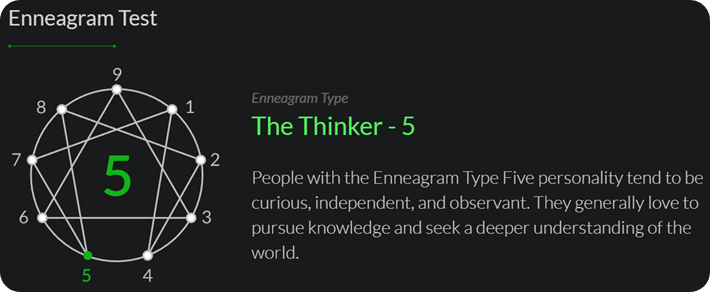 Enneagram Test
9
8
1
7
2
5
6
3
5
4
Enneagram Type
The Thinker - 5
People with the Enneagram Type Five personality tend to be
curious, independent, and observant. They generally love to
pursue knowledge and seek a deeper understanding of the
world.